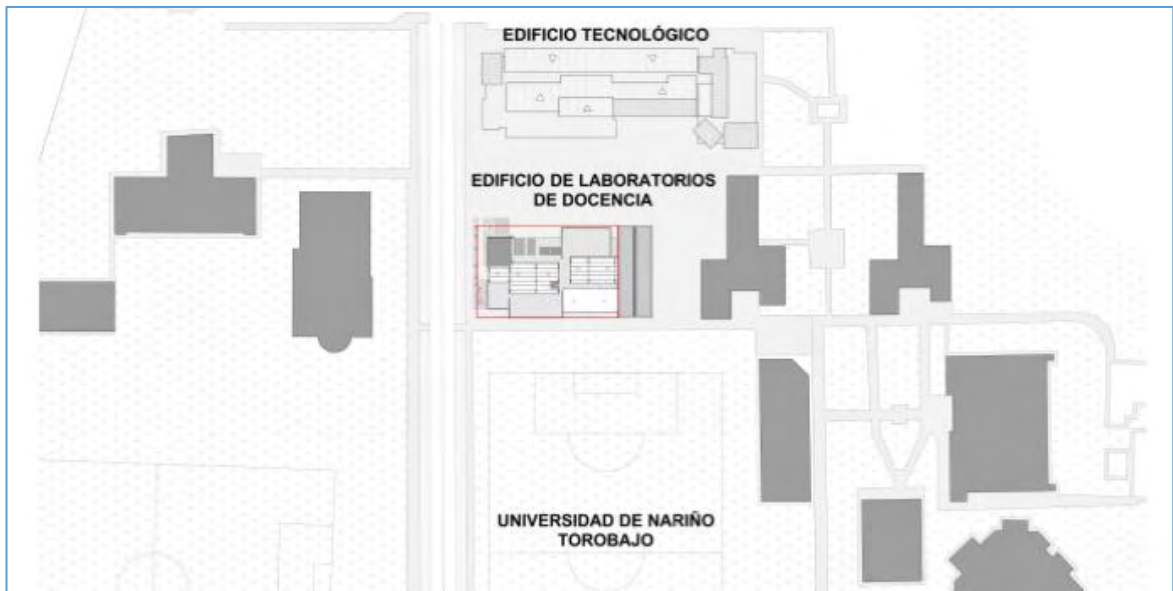 EDIFICIO TECNOLÓGICO
EDIFICIO DE LABORATORIOS
DE DOCENCIA
UNIVERSIDAD DE NARIÑO
TOROBAJO